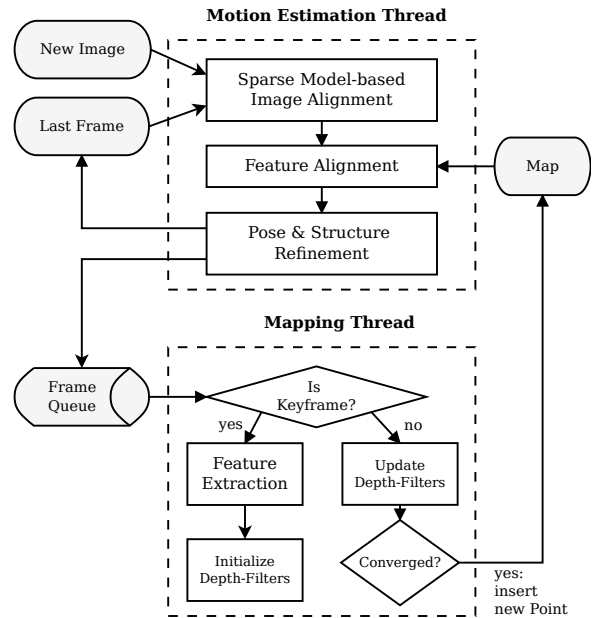 Motion Estimation Thread
New Image
Sparse Model-based
Image Alignment
Last Frame
Feature Alignment
Map
Pose & Structure
Refinement
Mapping Thread
Frame
Queue
Is
Keyframe?
yes
no
Feature
Extraction
Update
Depth-Filters
Initialize
Depth-Filters
Converged?
yes:
insert
new Point